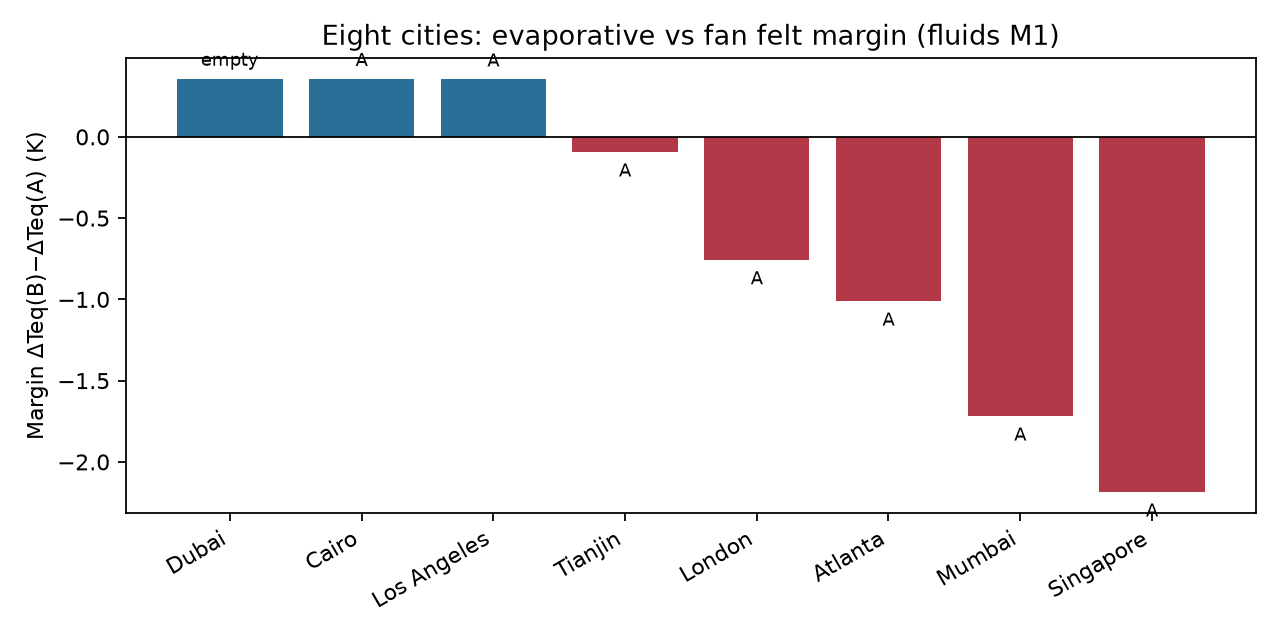 Eight cities: evaporative vs fan felt margin (fluids M1)
empty
A
A
A
A
A
A
A
Margin ΔTeq(B)−ΔTeq(A) (K)
0.0
−0.5
−1.0
−1.5
−2.0
Dubai
Cairo
Los Angeles
Tianjin
London
Atlanta
Mumbai
Singapore